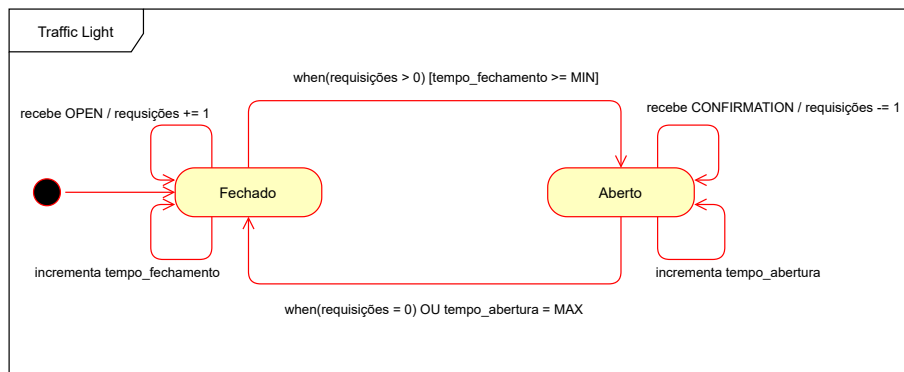 Traffic Light
when(requisições > 0) [tempo_fechamento >= MIN]
recebe OPEN / requsições += 1
recebe CONFIRMATION / requisições -= 1
Fechado
Aberto
incrementa tempo_fechamento
incrementa tempo_abertura
when(requisições = 0) OU tempo_abertura = MAX